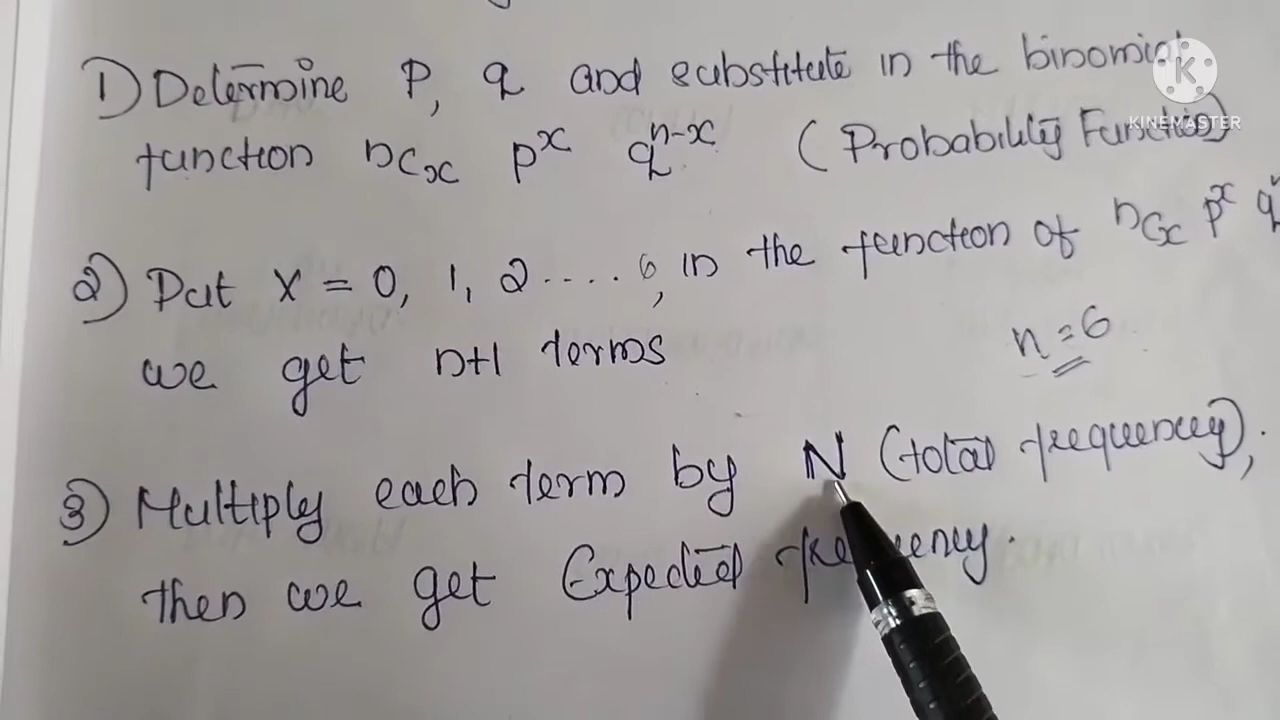 1) Determine P, q and substitute in the binomial
function nCx p^x q^n-x (Probability Function)
2) Put X = 0, 1, 2 .... 6, in the function of nCx p^x q
we get n+1 terms
n = 6
3) Multiply each term by N (total frequency),
then we get Expected frequency.
KINEMASTER